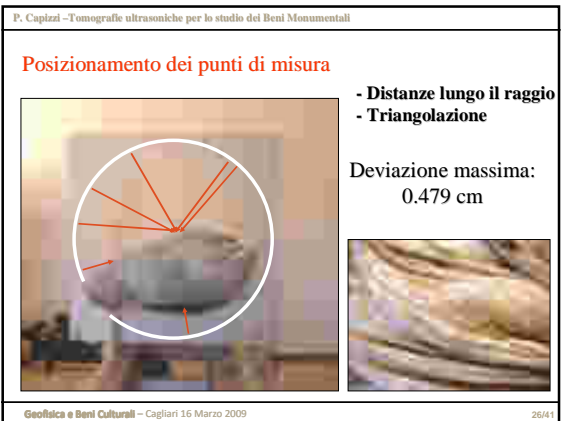 P. Capizzi –Tomografie ultrasoniche per lo studio dei Beni Monumentali
Posizionamento dei punti di misura
- Distanze lungo il raggio
- Triangolazione
Deviazione massima:
0.479 cm
Geofisica e Beni Culturali – Cagliari 16 Marzo 2009
26/41